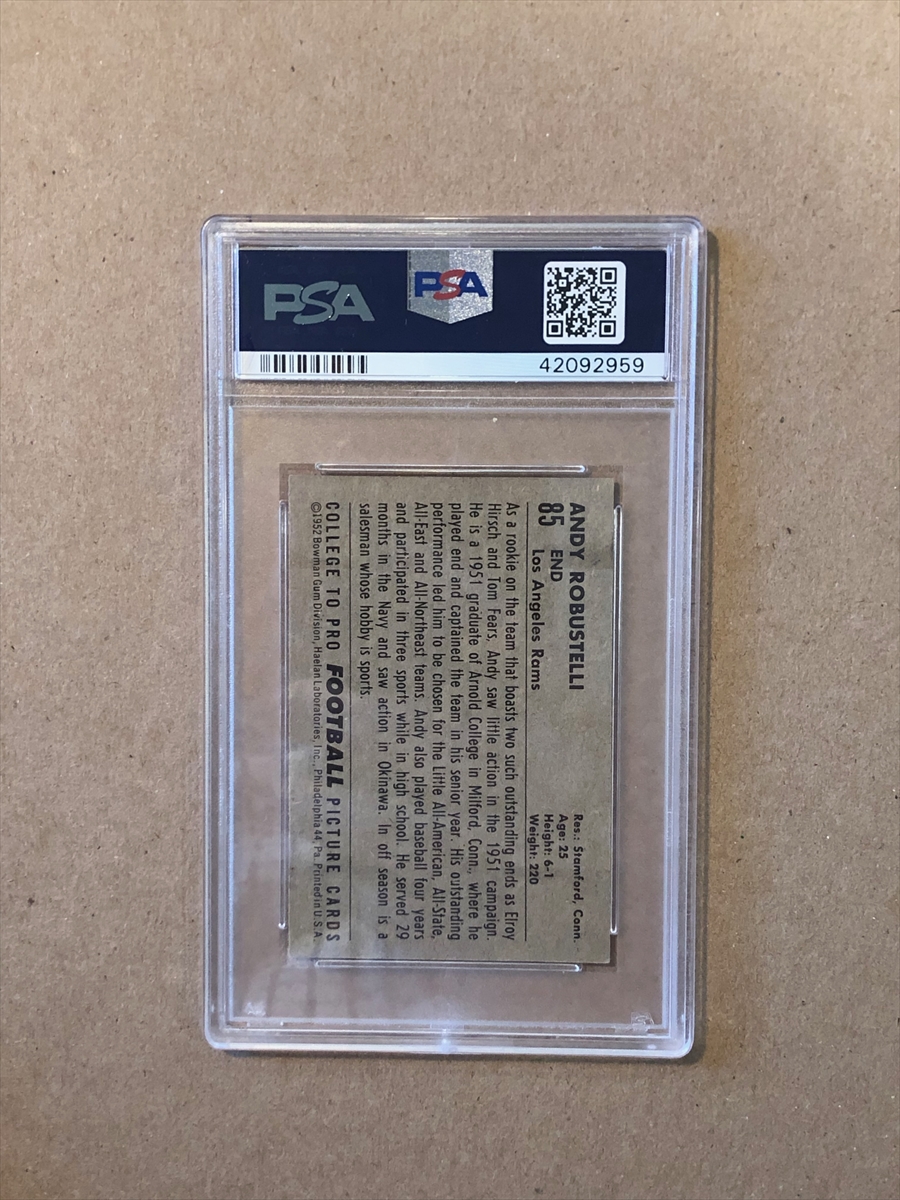 PSA
PSA
42092959
ANDY ROBUSTELLI
85 END
Los Angeles Rams
Res.: Stamford, Conn.
Age: 25
Height: 6-1
Weight: 220
As a rookie on the team that boasts two such outstanding ends as Elroy
Hirsch and Tom Fears, Andy saw little action in the 1951 campaign.
He is a 1951 graduate of Arnold College in Milford, Conn., where he
played end and captained the team in his senior year. His outstanding
performance led him to be chosen for the Little All-American, All-State,
All-East and All-Northeast teams. Andy also played baseball four years
and participated in three sports while in high school. He served 29
months in the Navy and saw action in Okinawa. In off season is a
salesman whose hobby is sports.
COLLEGE TO PRO FOOTBALL PICTURE CARDS
©1952 Bowman Gum Division, Haelan Laboratories, Inc., Philadelphia 44, Pa. Printed in U.S.A.